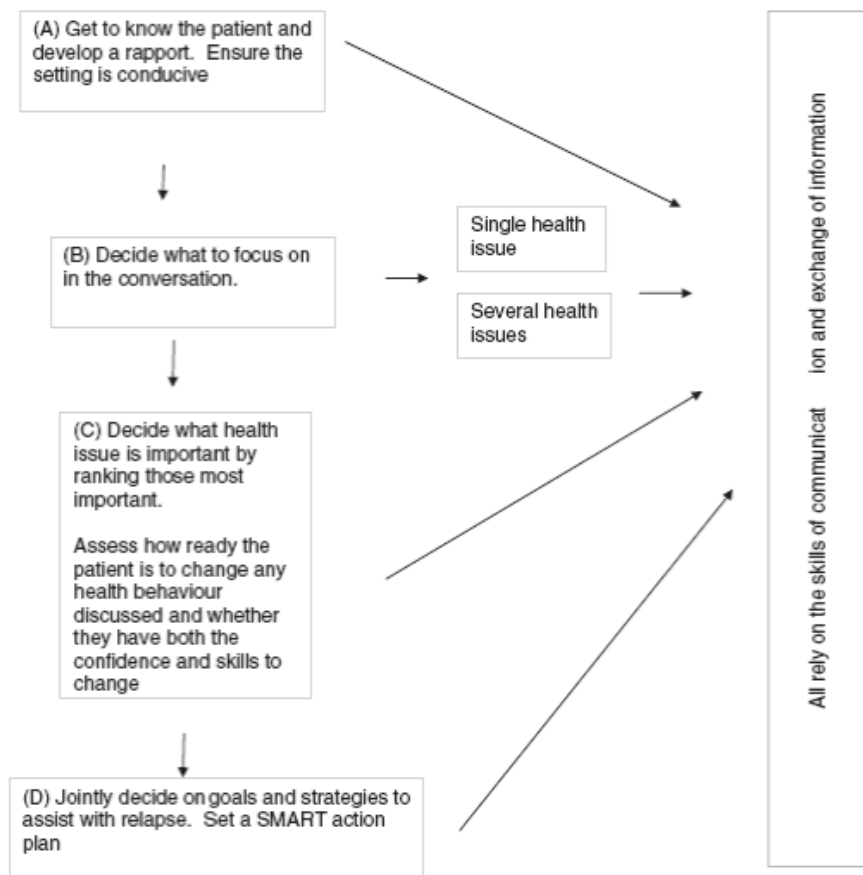 (A) Get to know the patient and
develop a rapport. Ensure the
setting is conducive
(B) Decide what to focus on
in the conversation.
Single health
issue
Several health
issues
(C) Decide what health
issue is important by
ranking those most
important.
Assess how ready the
patient is to change any
health behaviour
discussed and whether
they have both the
confidence and skills to
change
(D) Jointly decide on goals and strategies to
assist with relapse. Set a SMART action
plan
All rely on the skills of communicat ion and exchange of information